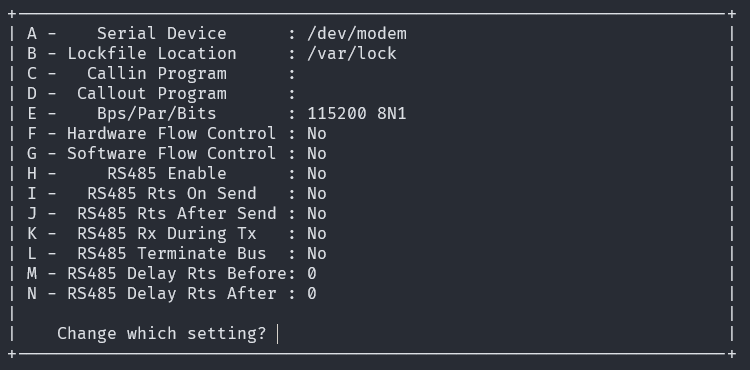 A -    Serial Device      : /dev/modem
B - Lockfile Location     : /var/lock
C -   Callin Program      :
D -  Callout Program      :
E -    Bps/Par/Bits       : 115200 8N1
F - Hardware Flow Control : No
G - Software Flow Control : No
H -     RS485 Enable      : No
I -   RS485 Rts On Send   : No
J -  RS485 Rts After Send : No
K -  RS485 Rx During Tx   : No
L -  RS485 Terminate Bus  : No
M - RS485 Delay Rts Before: 0
N - RS485 Delay Rts After : 0
Change which setting?